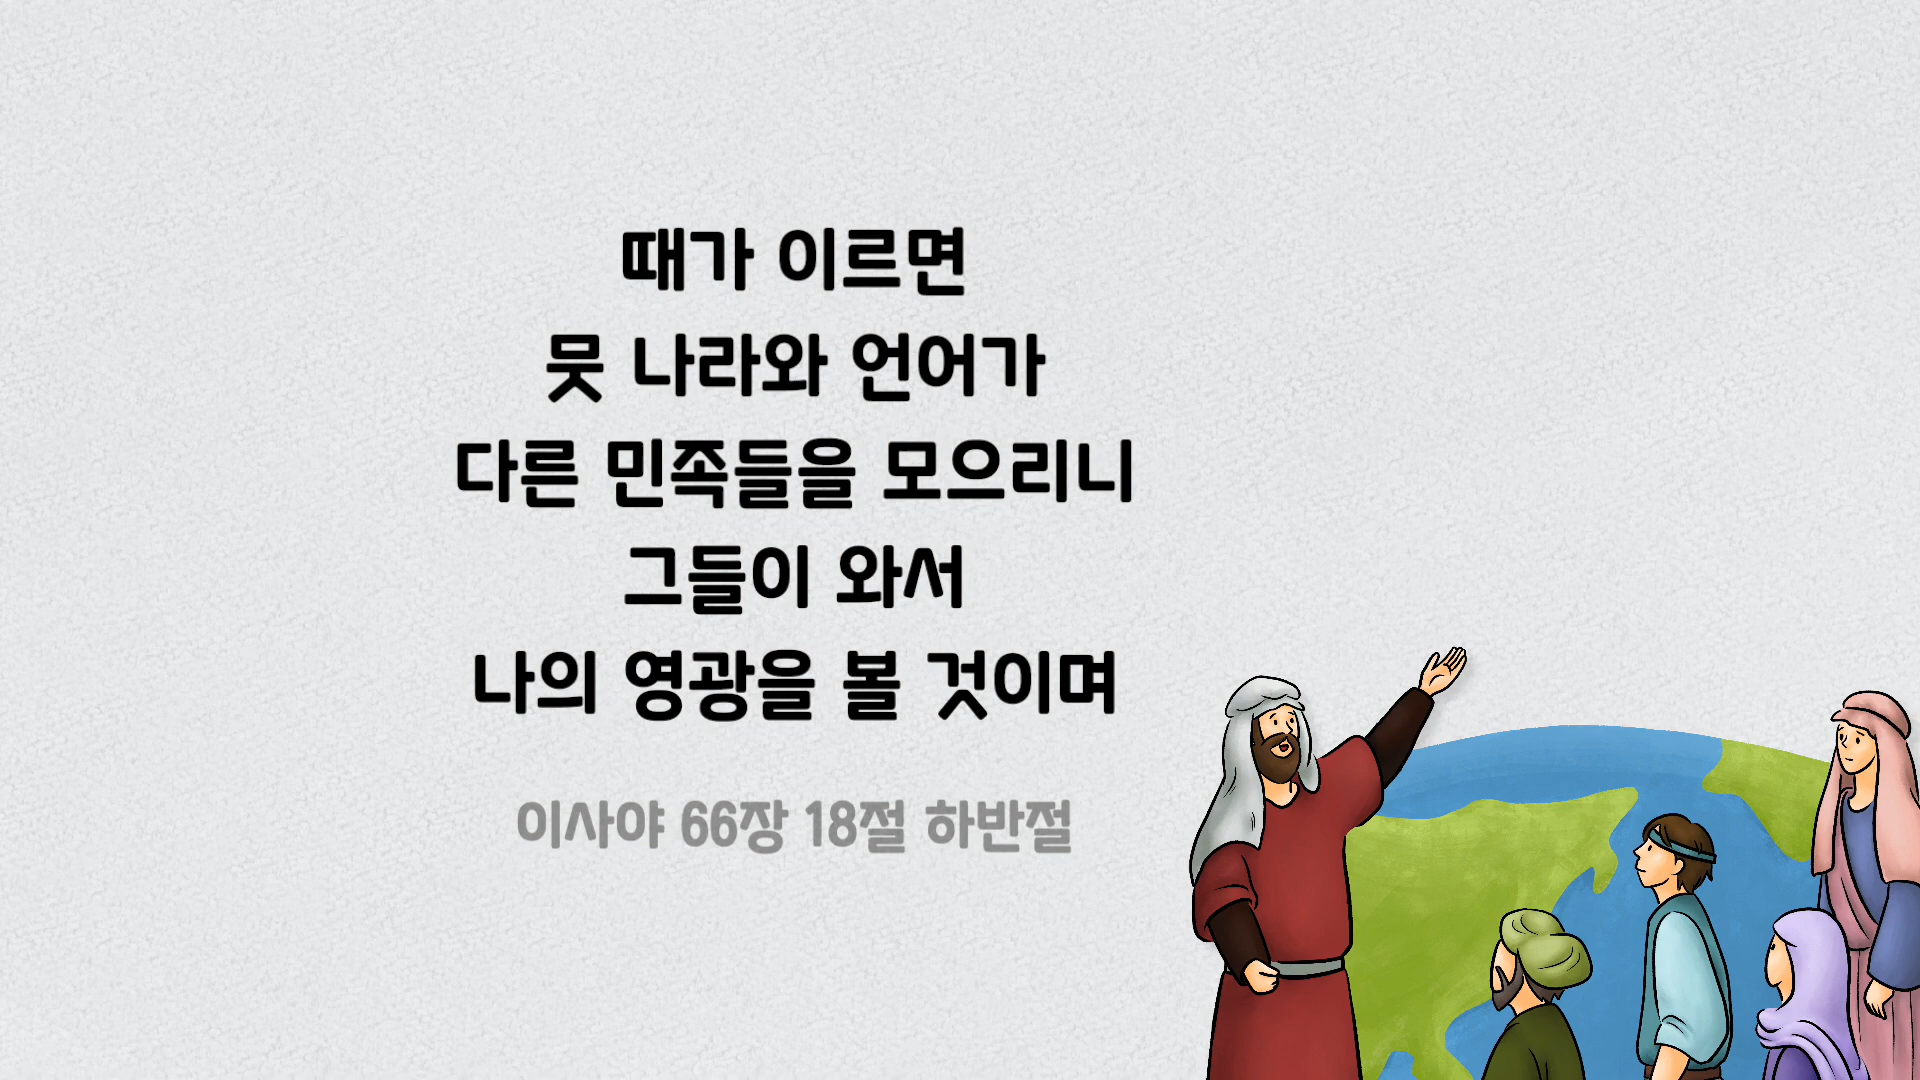 때가 이르면
뭇 나라와 언어가
다른 민족들을 모으리니
그들이 와서
나의 영광을 볼 것이며
이사야 66장 18절 하반절